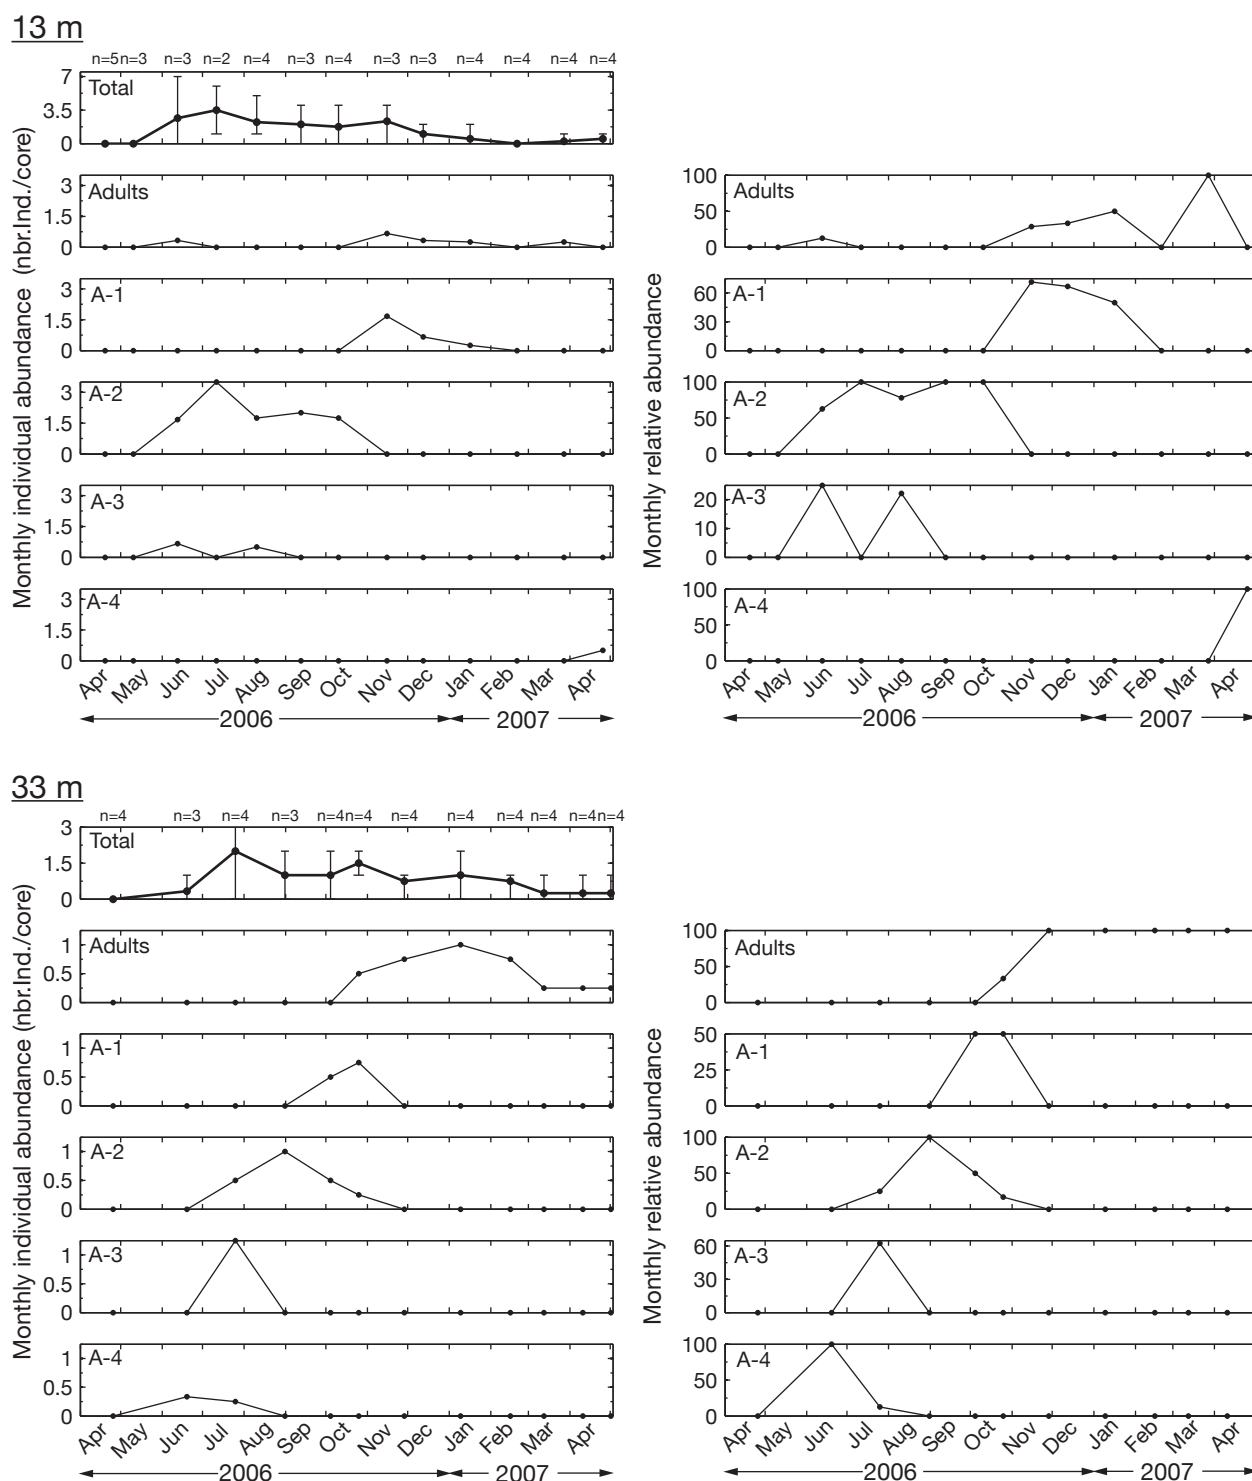 13 m
n=5 n=3 n=3 n=2 n=4 n=3 n=4 n=3 n=3 n=4 n=4 n=4 n=4
Monthly individual abundance (nbr.Ind./core)
Total
7
3.5
0
Adults
3
1.5
0
A-1
3
1.5
0
A-2
3
1.5
0
A-3
3
1.5
0
A-4
3
1.5
0
Apr May Jun Jul Aug Sep Oct Nov Dec Jan Feb Mar Apr
2006 2007
Monthly relative abundance
Adults
100
50
0
A-1
60
30
0
A-2
100
50
0
A-3
20
10
0
A-4
100
50
0
Apr May Jun Jul Aug Sep Oct Nov Dec Jan Feb Mar Apr
2006 2007
33 m
n=4 n=3 n=4 n=3 n=4 n=4 n=4 n=4 n=4 n=4 n=4 n=4
Monthly individual abundance (nbr.Ind./core)
Total
3
1.5
0
Adults
1
0.5
0
A-1
1
0.5
0
A-2
1
0.5
0
A-3
1
0.5
0
A-4
1
0.5
0
Apr May Jun Jul Aug Sep Oct Nov Dec Jan Feb Mar Apr
2006 2007
Monthly relative abundance
Adults
100
50
0
A-1
50
25
0
A-2
100
50
0
A-3
60
30
0
A-4
100
50
0
Apr May Jun Jul Aug Sep Oct Nov Dec Jan Feb Mar Apr
2006 2007